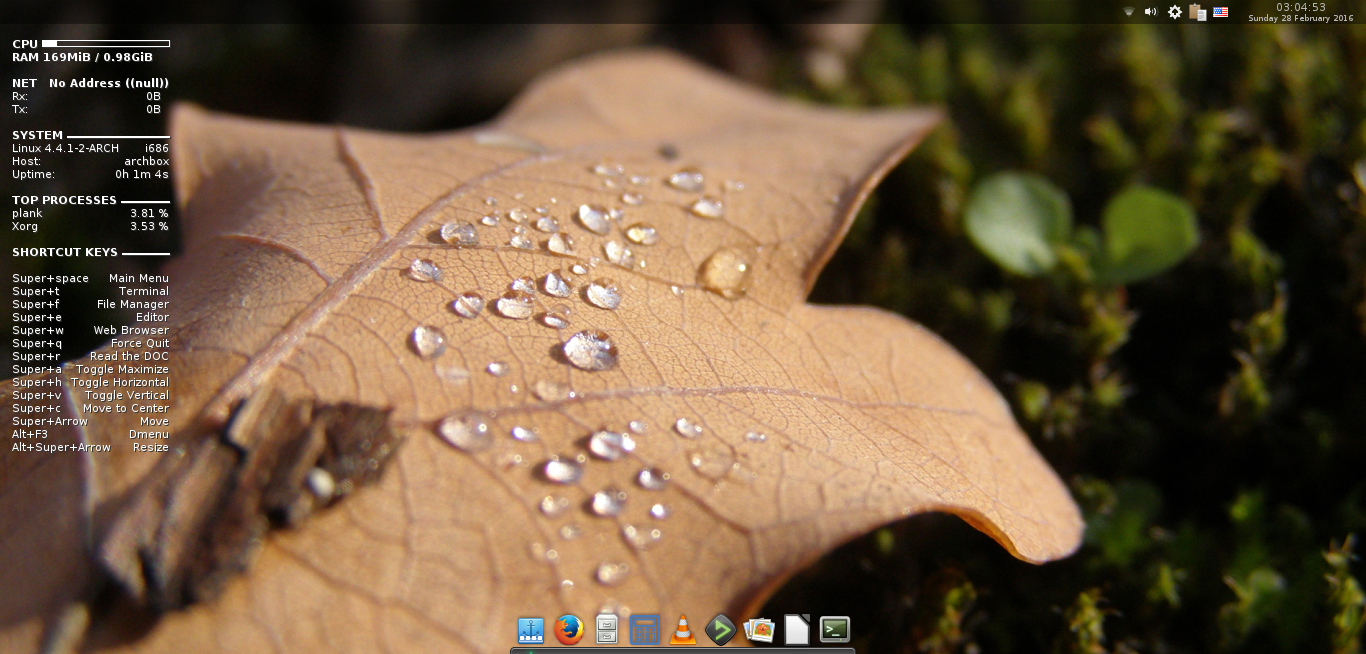 03:04:53
Sunday 28 February 2016
CPU
RAM 169MiB / 0.98GiB
NET No Address ((null))
Rx: 0B
Tx: 0B
SYSTEM
Linux 4.4.1-2-ARCH i686
Host: archbox
Uptime: 0h 1m 4s
TOP PROCESSES
plank 3.81 %
Xorg 3.53 %
SHORTCUT KEYS
Super+space Main Menu
Super+t Terminal
Super+f File Manager
Super+e Editor
Super+w Web Browser
Super+q Force Quit
Super+r Read the DOC
Super+a Toggle Maximize
Super+h Toggle Horizontal
Super+v Toggle Vertical
Super+c Move to Center
Super+Arrow Move
Alt+F3 Dmenu
Alt+Super+Arrow Resize